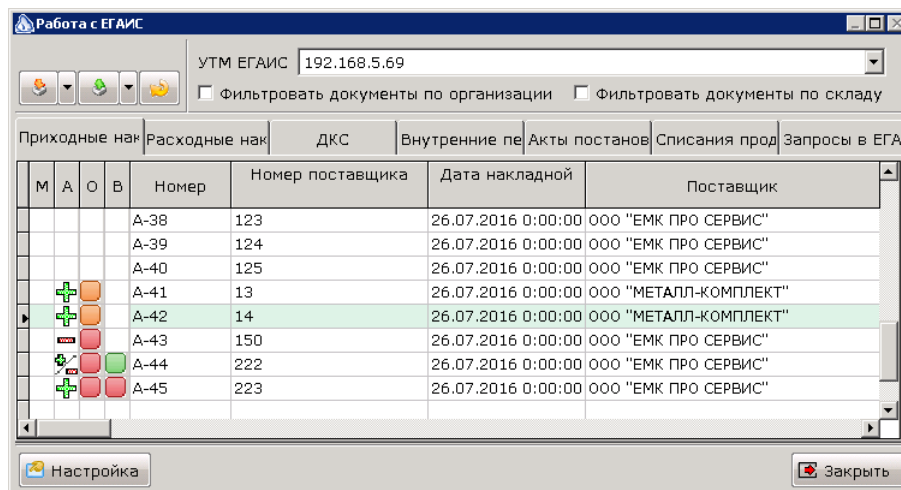 Работа с ЕГАИС
УТМ ЕГАИС 192.168.5.69
Фильтровать документы по организации Фильтровать документы по складу
Приходные нак Расходные нак ДКС Внутренние пе Акты постанов Списания прод Запросы в ЕГА
М А О В Номер Номер поставщика Дата накладной Поставщик
А-38 123 26.07.2016 0:00:00 ООО "ЕМК ПРО СЕРВИС"
А-39 124 26.07.2016 0:00:00 ООО "ЕМК ПРО СЕРВИС"
А-40 125 26.07.2016 0:00:00 ООО "ЕМК ПРО СЕРВИС"
А-41 13 26.07.2016 0:00:00 ООО "МЕТАЛЛ-КОМПЛЕКТ"
А-42 14 26.07.2016 0:00:00 ООО "МЕТАЛЛ-КОМПЛЕКТ"
А-43 150 26.07.2016 0:00:00 ООО "ЕМК ПРО СЕРВИС"
А-44 222 26.07.2016 0:00:00 ООО "ЕМК ПРО СЕРВИС"
А-45 223 26.07.2016 0:00:00 ООО "ЕМК ПРО СЕРВИС"
Настройка Закрыть